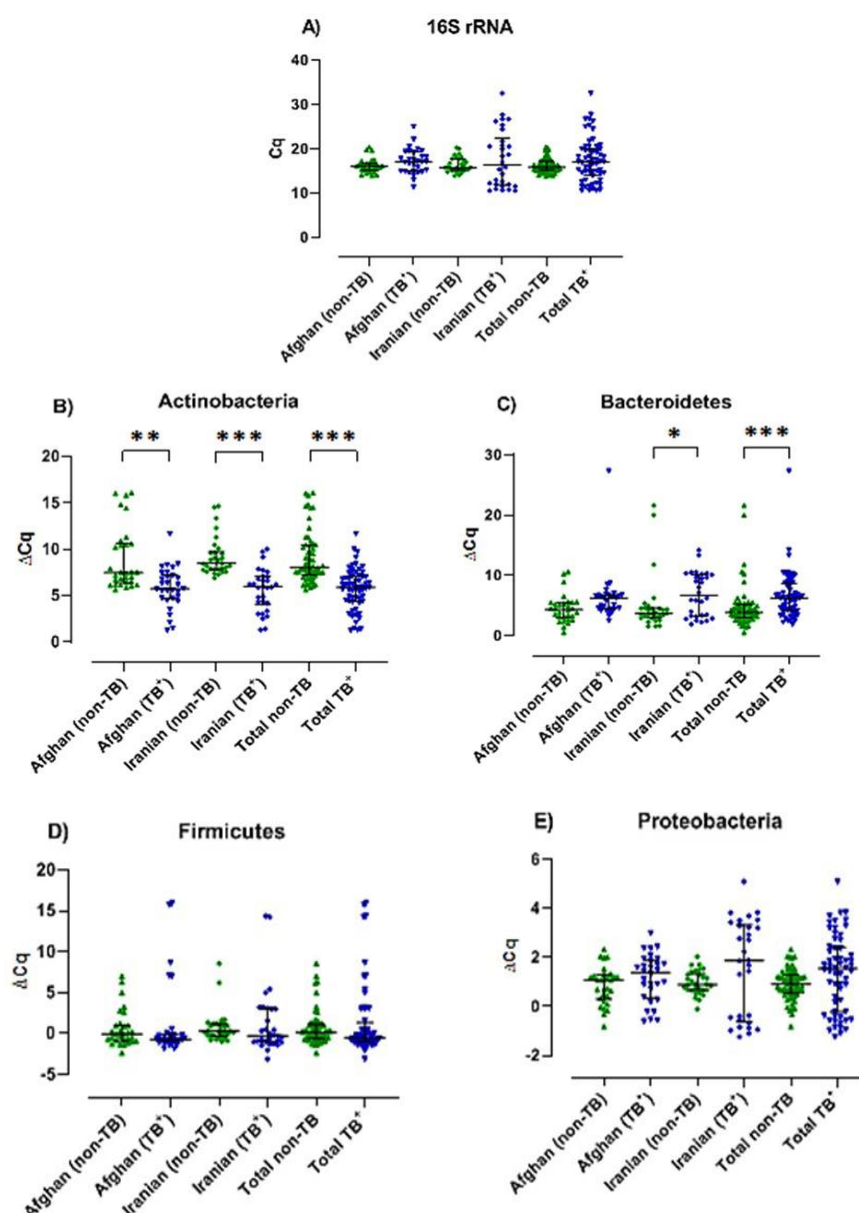 A) 16S rRNA
40
30
20
10
0
Cq
Afghan (non-TB)
Afghan (TB⁺)
Iranian (non-TB)
Iranian (TB⁺)
Total non-TB
Total TB⁺
B) Actinobacteria
** *** ***
20
15
10
5
0
ΔCq
Afghan (non-TB)
Afghan (TB⁺)
Iranian (non-TB)
Iranian (TB⁺)
Total non-TB
Total TB⁺
C) Bacteroidetes
* ***
30
20
10
0
ΔCq
Afghan (non-TB)
Afghan (TB⁺)
Iranian (non-TB)
Iranian (TB⁺)
Total non-TB
Total TB⁺
D) Firmicutes
20
15
10
5
0
-5
ΔCq
Afghan (non-TB)
Afghan (TB⁺)
Iranian (non-TB)
Iranian (TB⁺)
Total non-TB
Total TB⁺
E) Proteobacteria
6
4
2
0
-2
ΔCq
Afghan (non-TB)
Afghan (TB⁺)
Iranian (non-TB)
Iranian (TB⁺)
Total non-TB
Total TB⁺